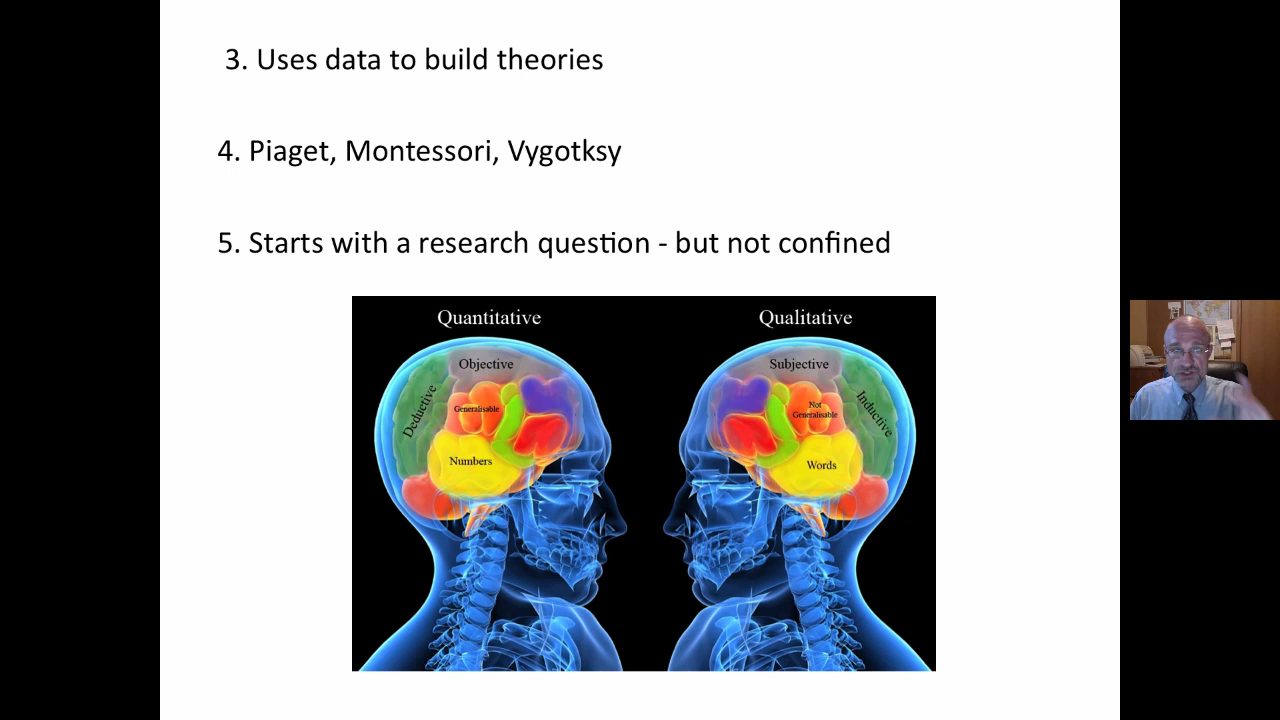 3. Uses data to build theories
4. Piaget, Montessori, Vygotksy
5. Starts with a research question - but not confined
Quantitative
Objective
Deductive
Generalisable
Numbers
Qualitative
Subjective
Not
Generalisable
Inductive
Words